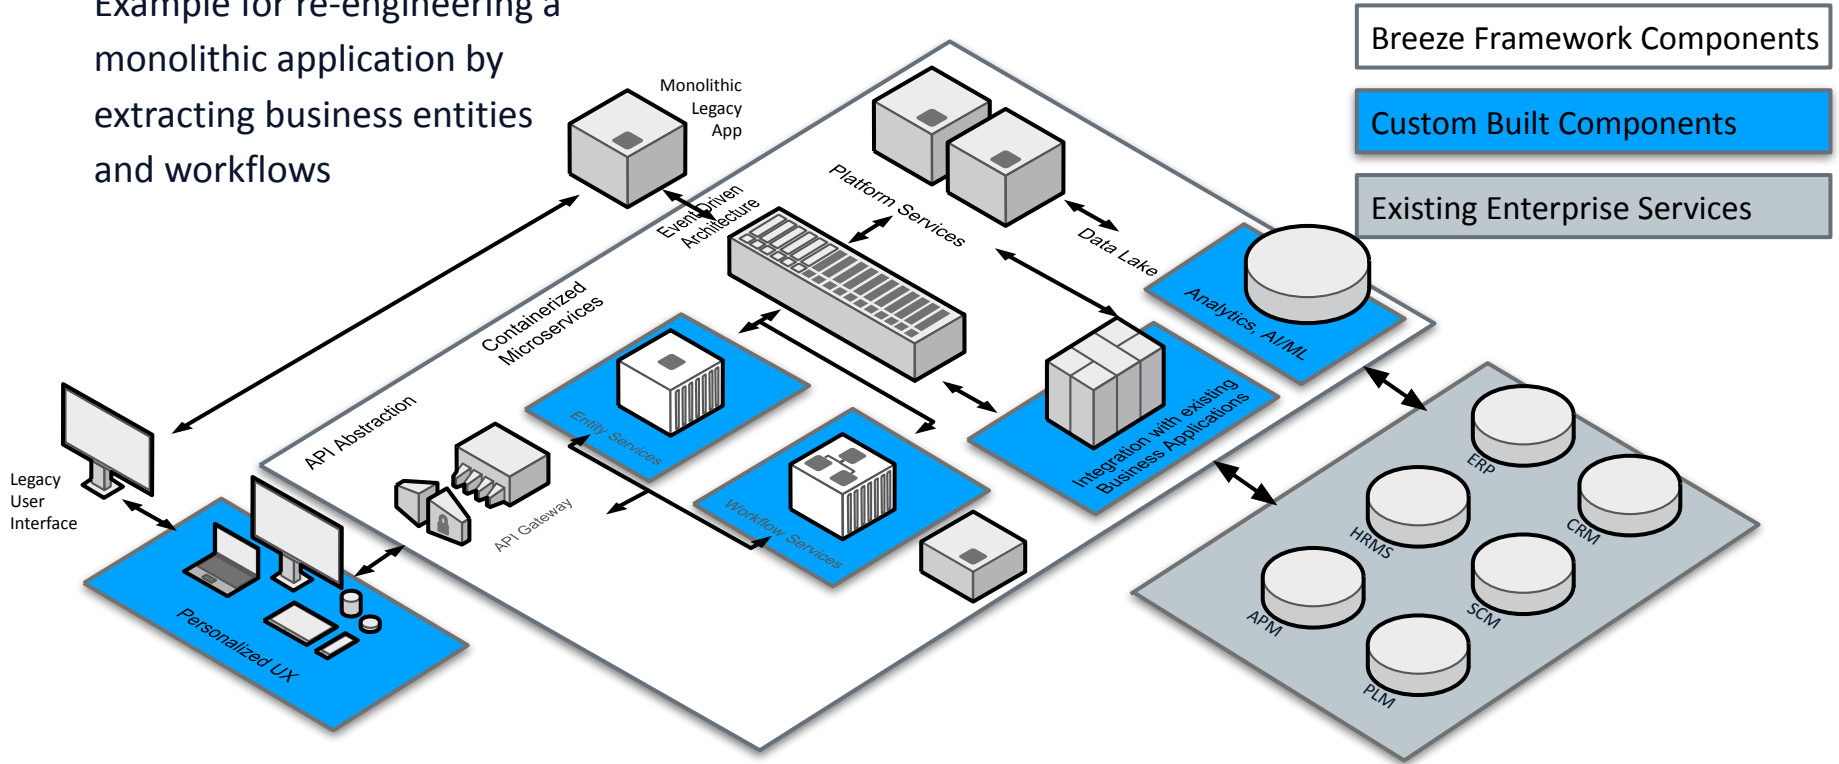 Example for re-engineering a
monolithic application by
extracting business entities
and workflows
Breeze Framework Components
Custom Built Components
Existing Enterprise Services
Monolithic
Legacy
App
Event Driven
Architecture
Platform Services
Data Lake
Analytics, AI/ML
Containerized
Microservices
API Abstraction
Entity Services
Integration with existing
Business Applications
Legacy
User
Interface
API Gateway
Workflow Services
Personalized UX
ERP
CRM
HRMS
SCM
APM
PLM